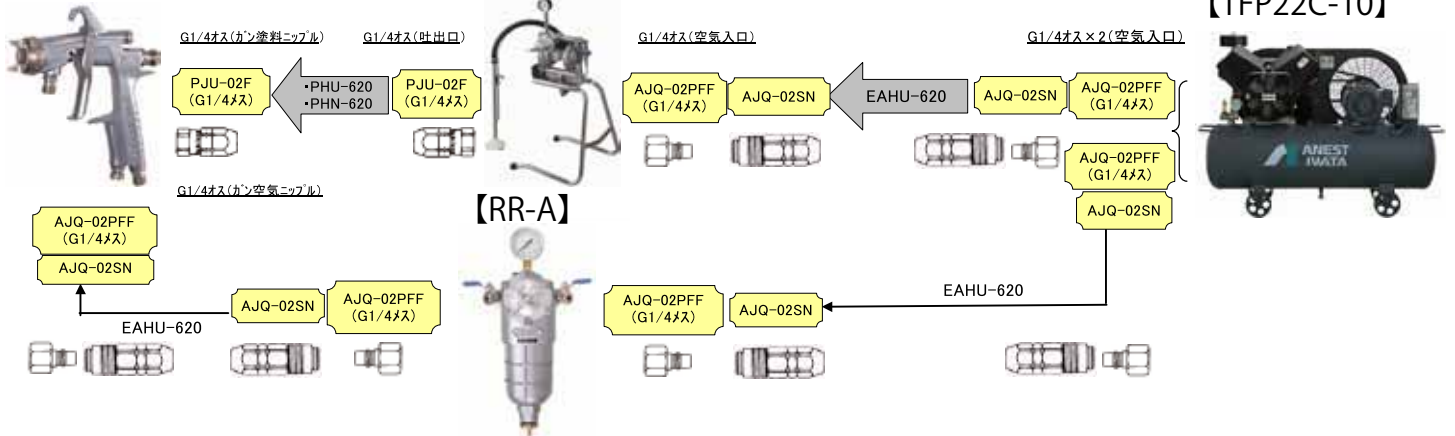 【TFP22C-10】
G1/4オス(ガン塗料ニップル)
G1/4オス(吐出口)
G1/4オス(空気入口)
G1/4オス×2(空気入口)
PJU-02F
(G1/4メス)
・PHU-620
・PHN-620
PJU-02F
(G1/4メス)
AJQ-02PFF
(G1/4メス)
AJQ-02SN
EAHU-620
AJQ-02SN
AJQ-02PFF
(G1/4メス)
ANEST
IWATA
AJQ-02PFF
(G1/4メス)
AJQ-02SN
G1/4オス(ガン空気ニップル)
【RR-A】
AJQ-02PFF
(G1/4メス)
AJQ-02SN
EAHU-620
AJQ-02SN
AJQ-02PFF
(G1/4メス)
AJQ-02PFF
(G1/4メス)
AJQ-02SN
EAHU-620